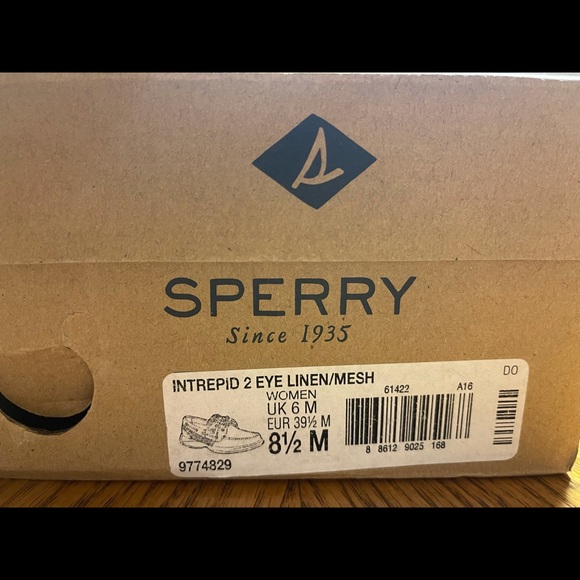 SPERRY
Since 1935
INTREPID 2 EYE LINEN/MESH
WOMEN
UK 6 M
EUR 39½ M
8½ M
9774829
61422 A16
8 8612 9025 168
DO